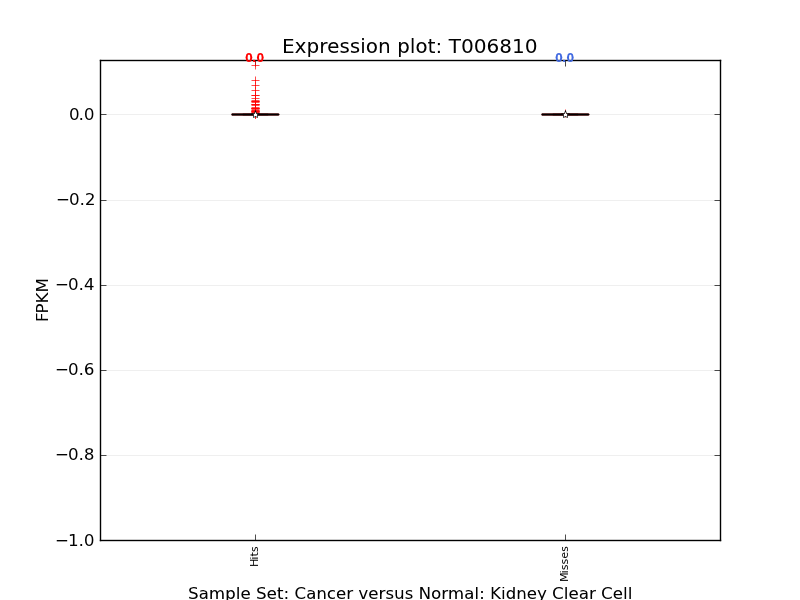 Expression plot: T006810
0.0 0.0
0.0
−0.2
−0.4
−0.6
−0.8
−1.0
FPKM
Hits Misses
Sample Set: Cancer versus Normal: Kidney Clear Cell